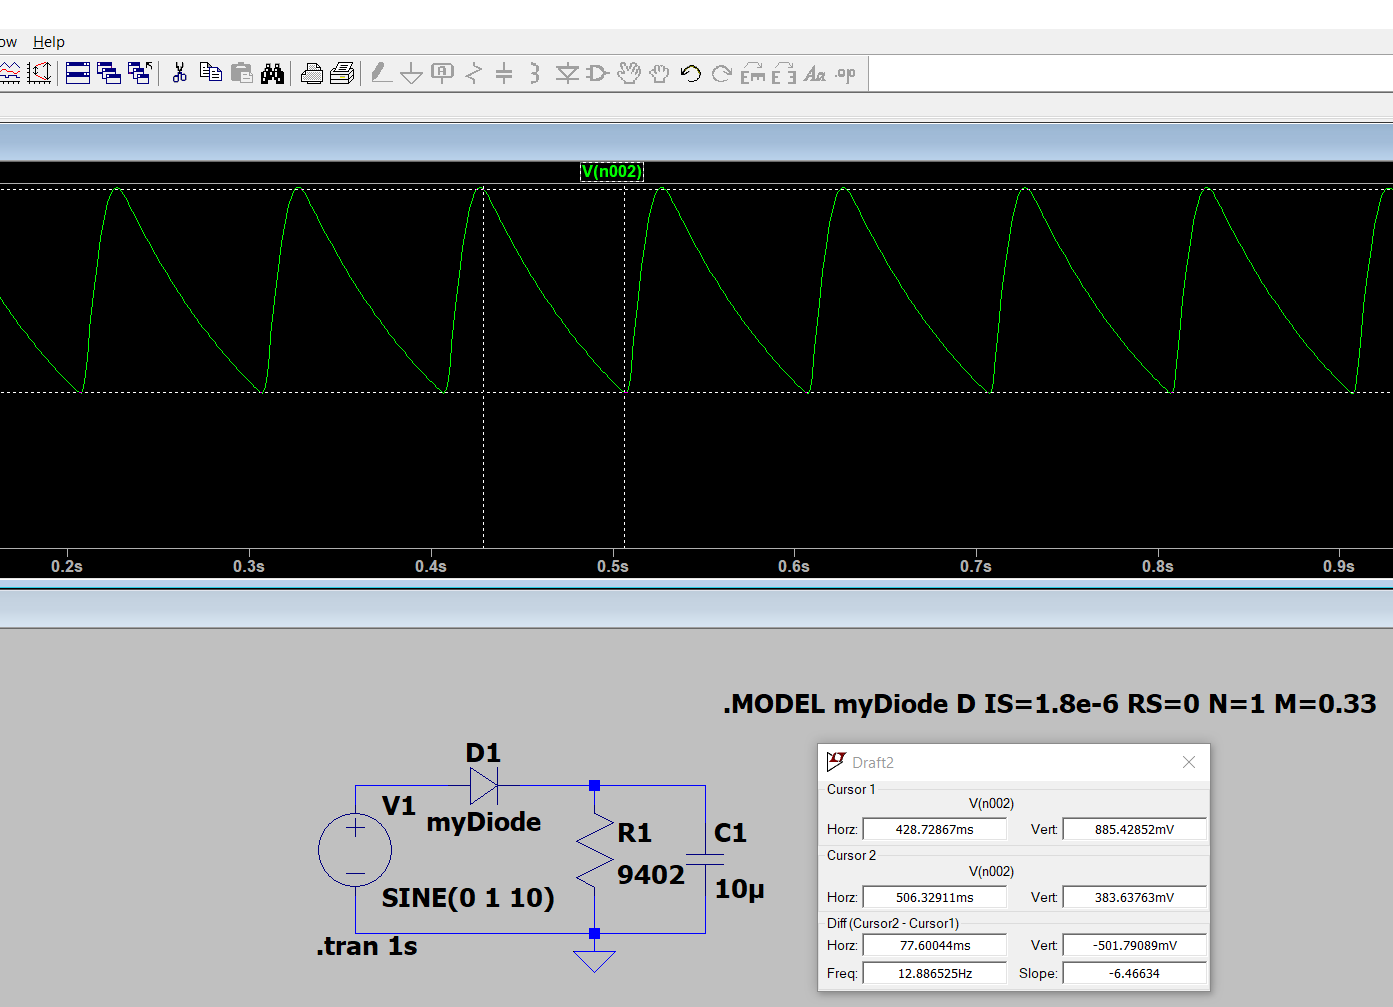 ow Help
Aa .op
V(n002)
0.2s 0.3s 0.4s 0.5s 0.6s 0.7s 0.8s 0.9s
.MODEL myDiode D IS=1.8e-6 RS=0 N=1 M=0.33
D1
V1
myDiode
R1
9402
C1
10µ
SINE(0 1 10)
.tran 1s
Draft2
Cursor 1
V(n002)
Horz: 428.72867ms Vert: 885.42852mV
Cursor 2
V(n002)
Horz: 506.32911ms Vert: 383.63763mV
Diff (Cursor2 - Cursor1)
Horz: 77.60044ms Vert: -501.79089mV
Freq: 12.886525Hz Slope: -6.46634